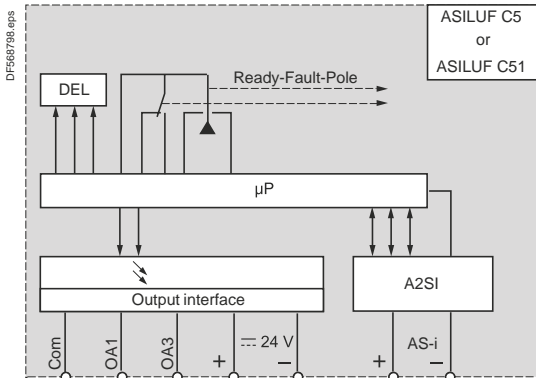 DF568798.eps
ASILUF C5
or
ASILUF C51
DEL
Ready-Fault-Pole
µP
Output interface
A2SI
Com
OA1
OA3
+
24 V
–
+
AS-i
–